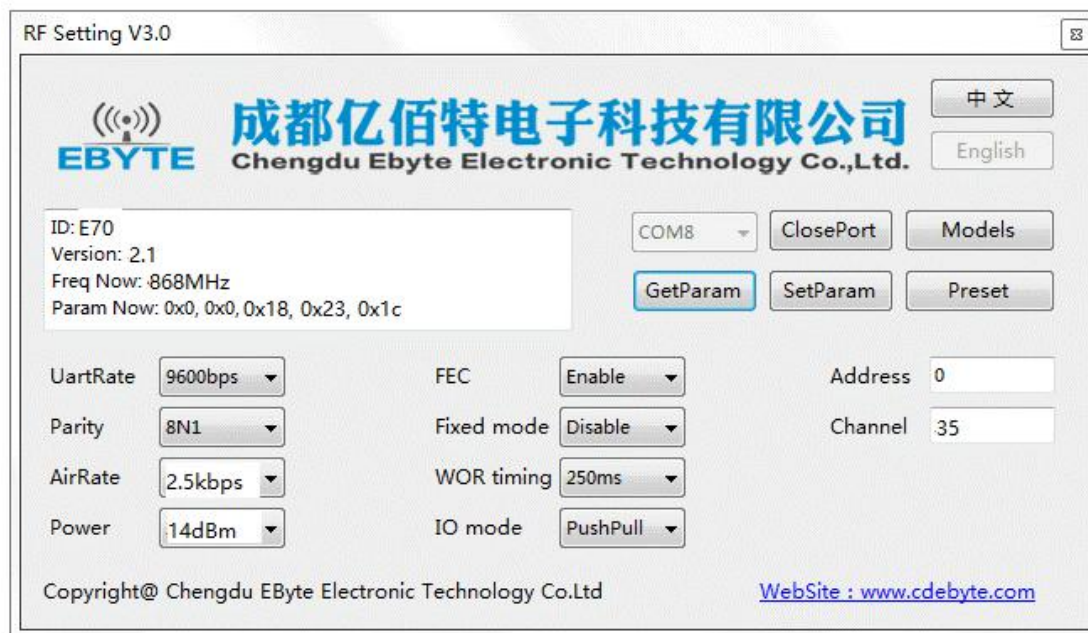 RF Setting V3.0
中文
EBYTE
成都亿佰特电子科技有限公司
Chengdu Ebyte Electronic Technology Co.,Ltd.
English
ID: E70
Version: 2.1
Freq Now: 868MHz
Param Now: 0x0, 0x0, 0x18, 0x23, 0x1c
COM8 ClosePort Models
GetParam SetParam Preset
UartRate 9600bps FEC Enable Address 0
Parity 8N1 Fixed mode Disable Channel 35
AirRate 2.5kbps WOR timing 250ms
Power 14dBm IO mode PushPull
Copyright@ Chengdu EByte Electronic Technology Co.Ltd WebSite : www.cdebyte.com